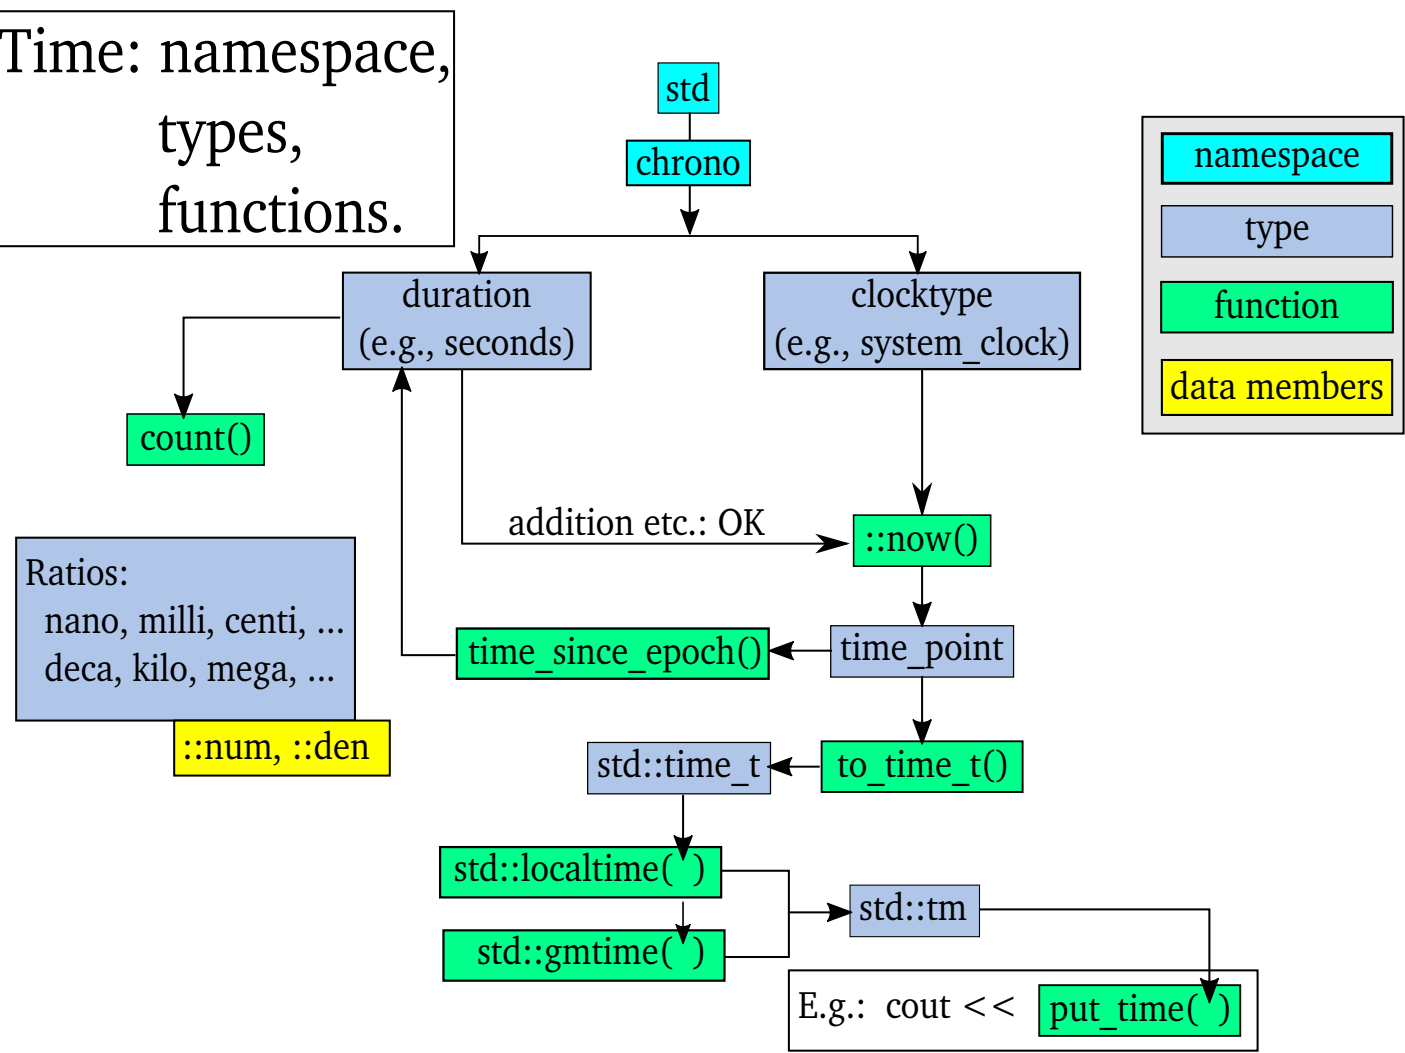 Time: namespace,
types,
functions.
std
chrono
namespace
type
function
data members
duration
(e.g., seconds)
clocktype
(e.g., system_clock)
count()
addition etc.: OK
::now()
Ratios:
nano, milli, centi, ...
deca, kilo, mega, ...
::num, ::den
time_since_epoch()
time_point
std::time_t
to_time_t()
std::localtime( )
std::gmtime( )
std::tm
E.g.: cout << put_time( )